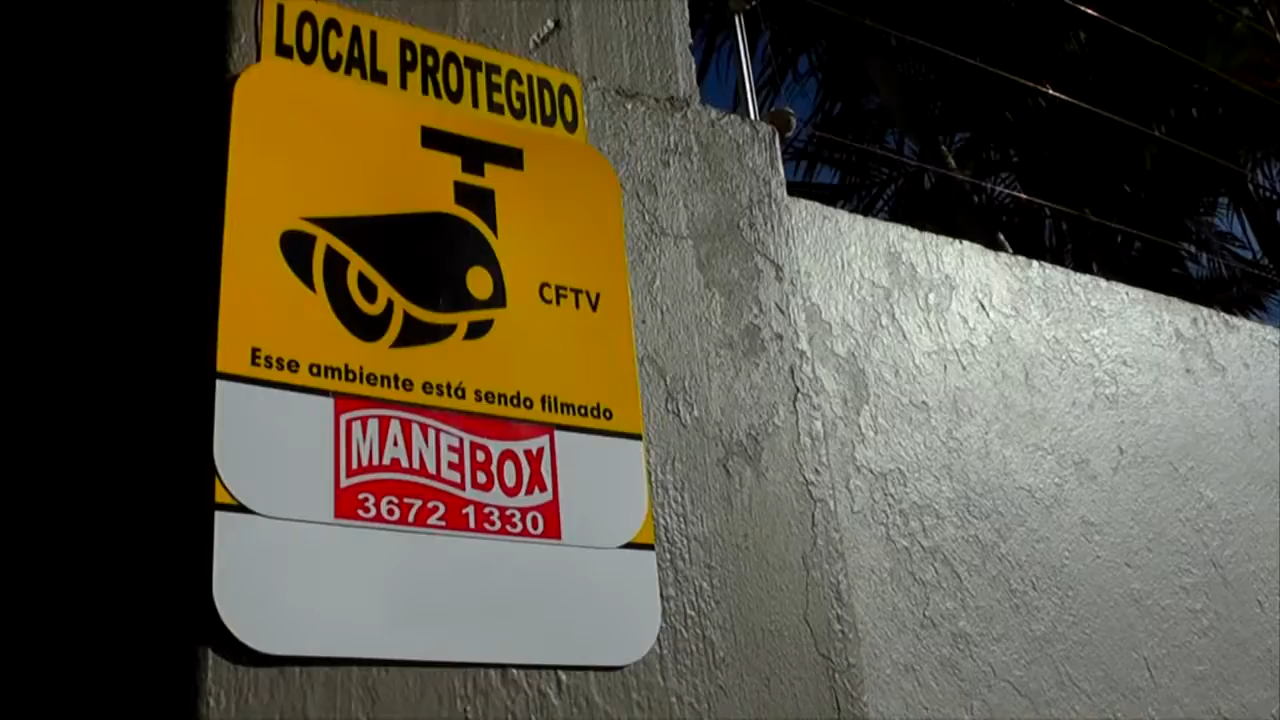 LOCAL PROTEGIDO
CFTV
Esse ambiente está sendo filmado
MANEBOX
3672 1330